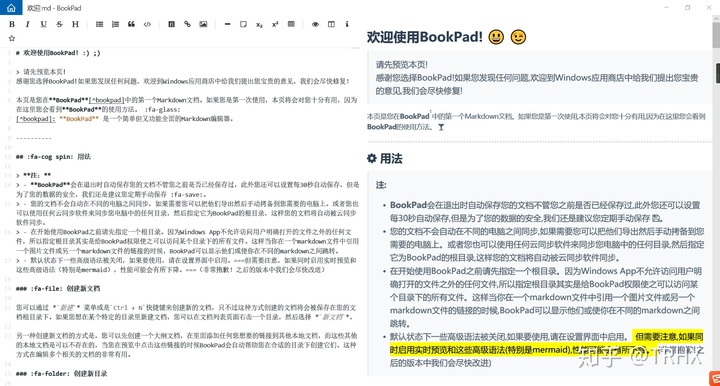 欢迎.md - BookPad
B I U S
# 欢迎使用BookPad! :) ;)
> 请先预览本页!
感谢您选择BookPad!如果您发现任何问题，欢迎到Windows应用商店中给我们提出您宝贵的意见，我们会尽快修复!
本页是您在**BookPad**[^bookpad]中的第一个Markdown文档。如果您是第一次使用，本页将会对您十分有用，因为
在这里您会看到**BookPad**的使用方法。 :fa-glass:
[^bookpad]: **BookPad** 是一个简单但又功能全面的Markdown编辑器。
----------
## :fa-cog spin: 用法
> **注：**
> - **BookPad**会在退出时自动保存您的文档不管您之前是否已经保存过，此外您还可以设置每30秒自动保存，但是
为了您的数据的安全，我们还是建议您定期手动保存 :fa-save:。
> - 您的文档不会自动在不同的电脑之间同步，如果需要您可以把他们导出然后手动拷备到您需要的电脑上。或者您也
可以使用任何云同步软件来同步您电脑中的任何目录，然后指定它为BookPad的根目录，这样您的文档将自动被云同步
软件同步。
> - 在开始使用BookPad之前请先指定一个根目录，因为Windows App不允许访问用户明确打开的文件之外的任何文
件，所以指定根目录其实是给BookPad权限使之可以访问某个目录下的所有文件。这样当你在一个markdown文件中引用
一个图片文件或另一个markdown文件的链接的时候，BookPad可以显示他们或使你在不同的markdown之间跳转。
> - 默认状态下一些高级语法被关闭，如果要使用，请在设置界面中启用。===但需要注意，如果同时启用实时预览和
这些高级语法（特别是mermaid），性能可能会有所下降。===（非常抱歉！之后的版本中我们会尽快改进）
### :fa-file: 创建新文档
您可以通过 *`新建`* 菜单或是`Ctrl + N`快捷键来创建新的文档。只不过这种方式创建的文档将会被保存在您的文
档根目录下。如果您想在某个特定的目录里新建文档，您可以在文档列表页面右击一个目录，然后选择 *`新文档`*。
另一种创建新文档的方式是，您可以先创建一个大纲文档，在里面添加任何您想要的链接到其他本地文档，而这些其他
的本地文档是可以不存在的，当您在预览中点击这些链接的时候BookPad会自动帮助您在合适的目录下创建它们。这种
方式在编辑多个相关的文档的是非常有用。
### :fa-folder: 创建新目录
欢迎使用BookPad!
请先预览本页!
感谢您选择BookPad!如果您发现任何问题,欢迎到Windows应用商店中给我们提出您宝贵
的意见,我们会尽快修复!
本页是您在BookPad 中的第一个Markdown文档。如果您是第一次使用,本页将会对您十分有用,因为在这里您会看到
BookPad的使用方法。
用法
注:
BookPad会在退出时自动保存您的文档不管您之前是否已经保存过,此外您还可以设置
每30秒自动保存,但是为了您的数据的安全,我们还是建议您定期手动保存 。
您的文档不会自动在不同的电脑之间同步,如果需要您可以把他们导出然后手动拷备到您
需要的电脑上。或者您也可以使用任何云同步软件来同步您电脑中的任何目录,然后指定
它为BookPad的根目录,这样您的文档将自动被云同步软件同步。
在开始使用BookPad之前请先指定一个根目录。因为Windows App不允许访问用户明
确打开的文件之外的任何文件,所以指定根目录其实是给BookPad权限使之可以访问某
个目录下的所有文件。这样当你在一个markdown文件中引用一个图片文件或另一个
markdown文件的链接的时候,BookPad可以显示他们或使你在不同的markdown之间
跳转。
默认状态下一些高级语法被关闭,如果要使用,请在设置界面中启用。 但需要注意,如果同
时启用实时预览和这些高级语法(特别是mermaid),性能可能会有所下降。
后的版本中我们会尽快改进)
知乎 @TRHX